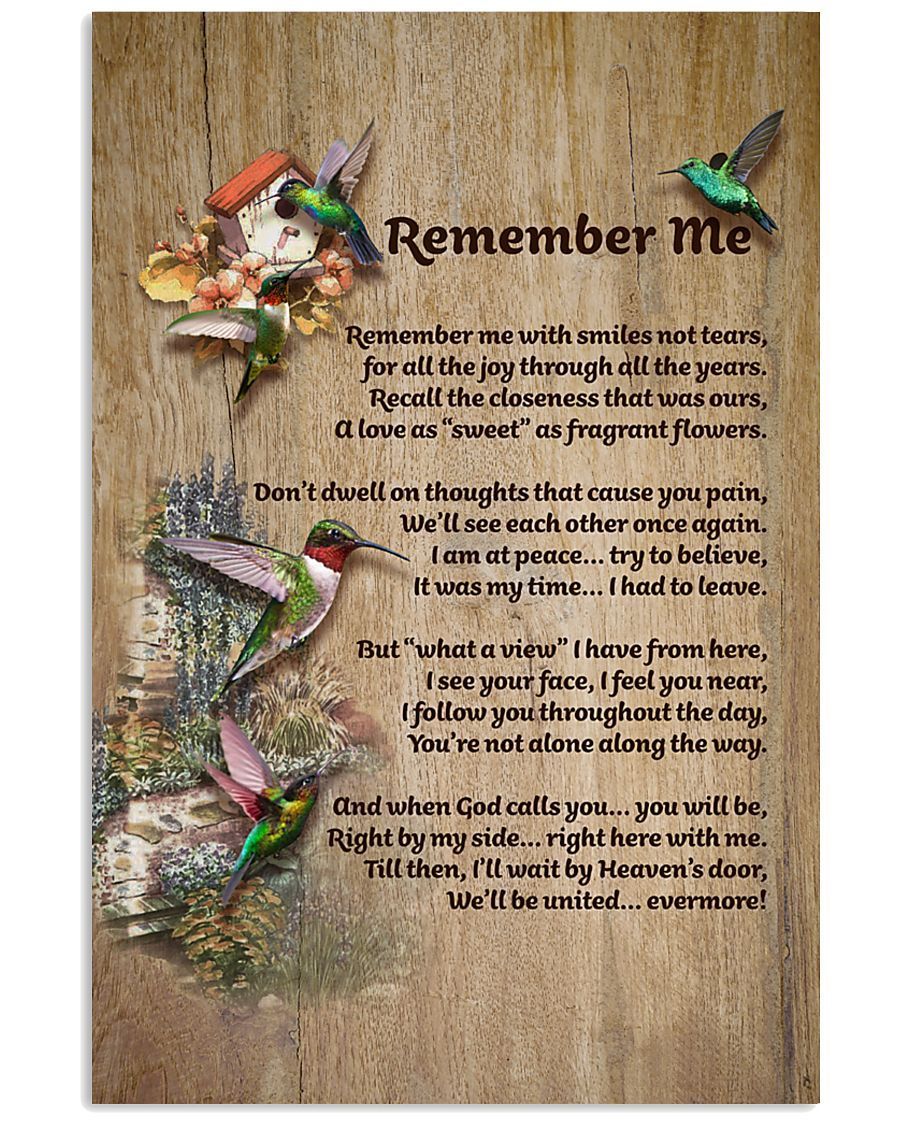 Remember Me
Remember me with smiles not tears,
for all the joy through all the years.
Recall the closeness that was ours,
A love as “sweet” as fragrant flowers.
Don’t dwell on thoughts that cause you pain,
We’ll see each other once again.
I am at peace... try to believe,
It was my time... I had to leave.
But “what a view” I have from here,
I see your face, I feel you near,
I follow you throughout the day,
You’re not alone along the way.
And when God calls you... you will be,
Right by my side... right here with me.
Till then, I’ll wait by Heaven’s door,
We’ll be united... evermore!